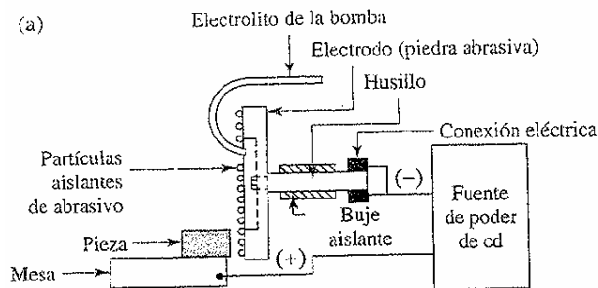 (a)
Electrolito de la bomba
Electrodo (piedra abrasiva)
Husillo
Conexión eléctrica
Partículas
aislantes
de abrasivo
(−)
Fuente
de poder
de cd
Buje
aislante
Pieza
(+)
Mesa